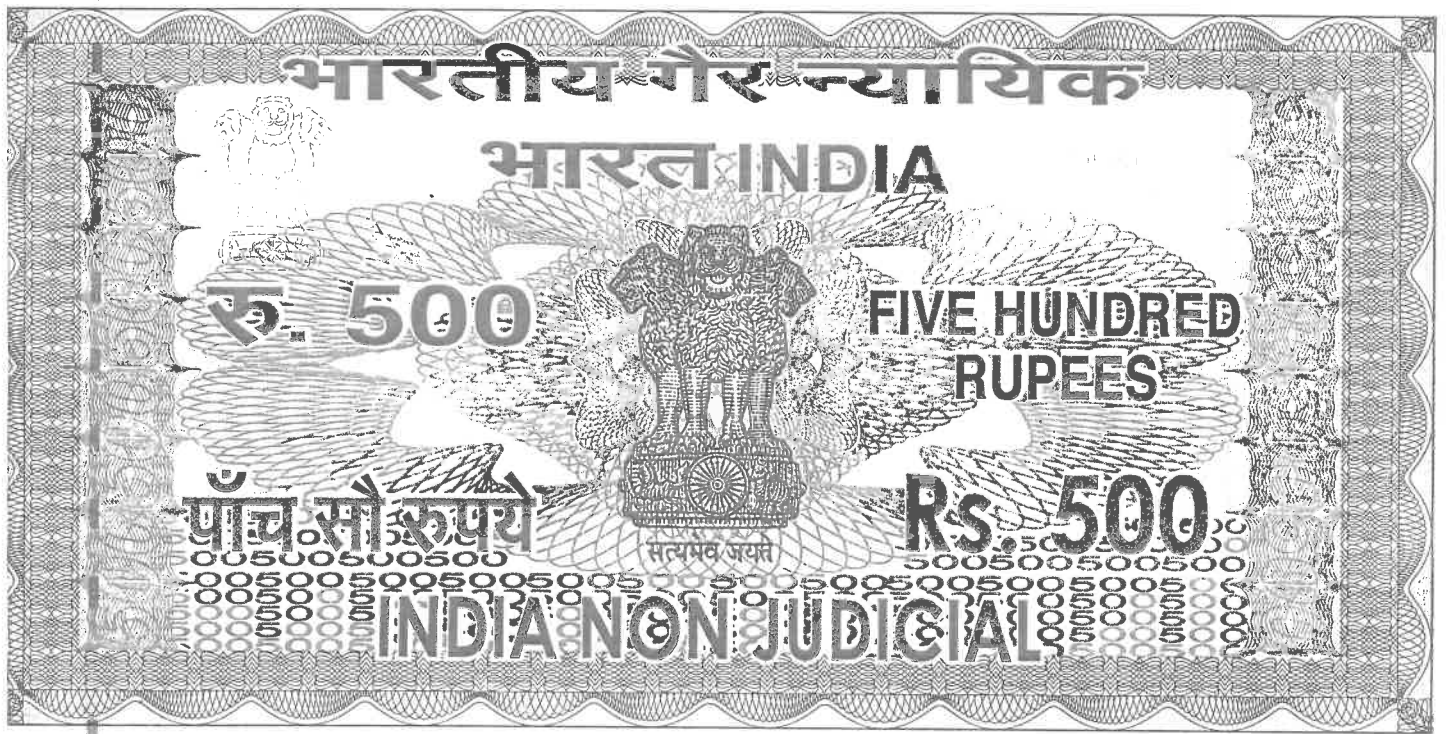 भारतीय गैर न्यायिक
भारत INDIA
रु. 500
FIVE HUNDRED
RUPEES
पाँच सौ रुपये
Rs. 500
सत्यमेव जयते
INDIA NON JUDICIAL